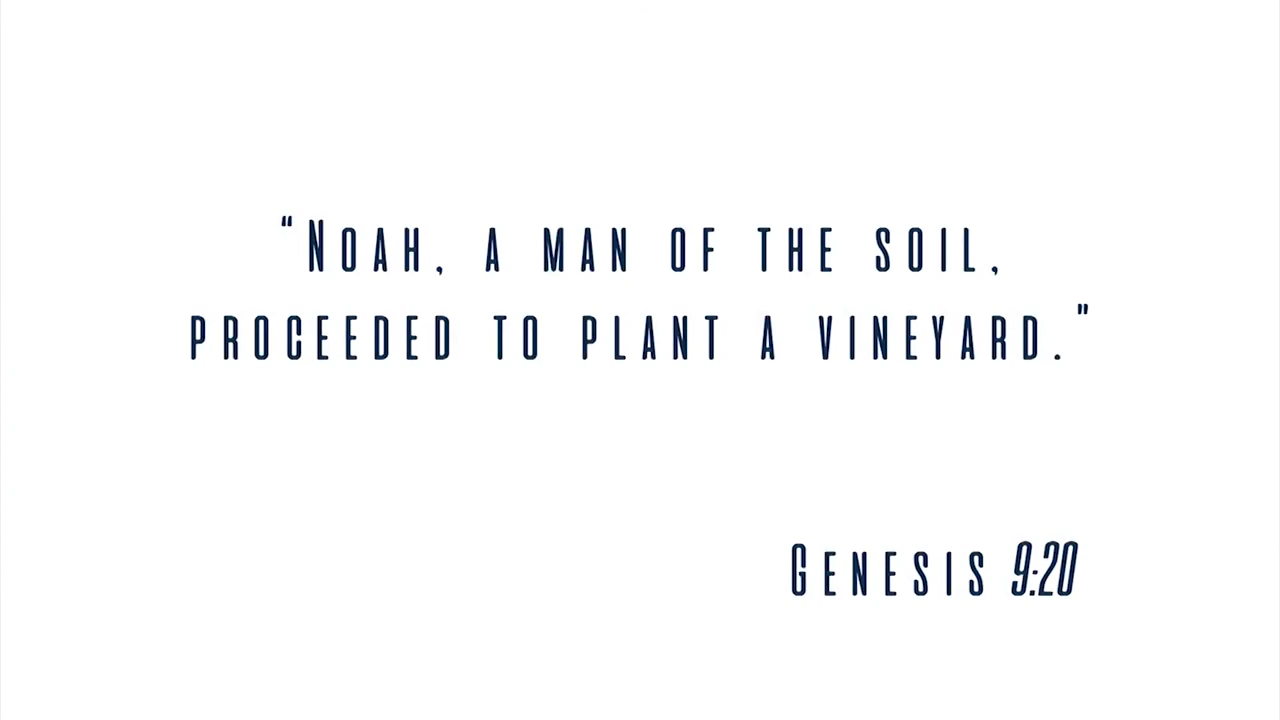 “Noah, a man of the soil,
proceeded to plant a vineyard.”
Genesis 9:20